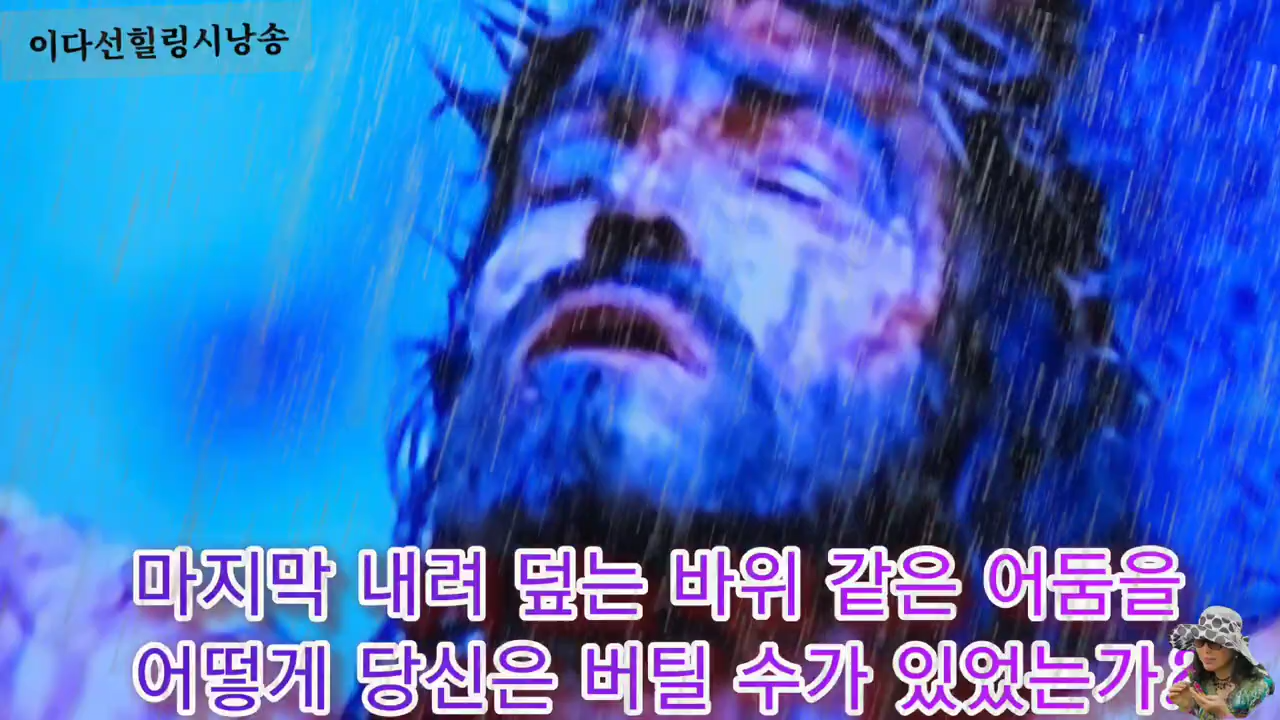 이다선힐링시낭송
마지막 내려 덮는 바위 같은 어둠을
어떻게 당신은 버틸 수가 있었는가?